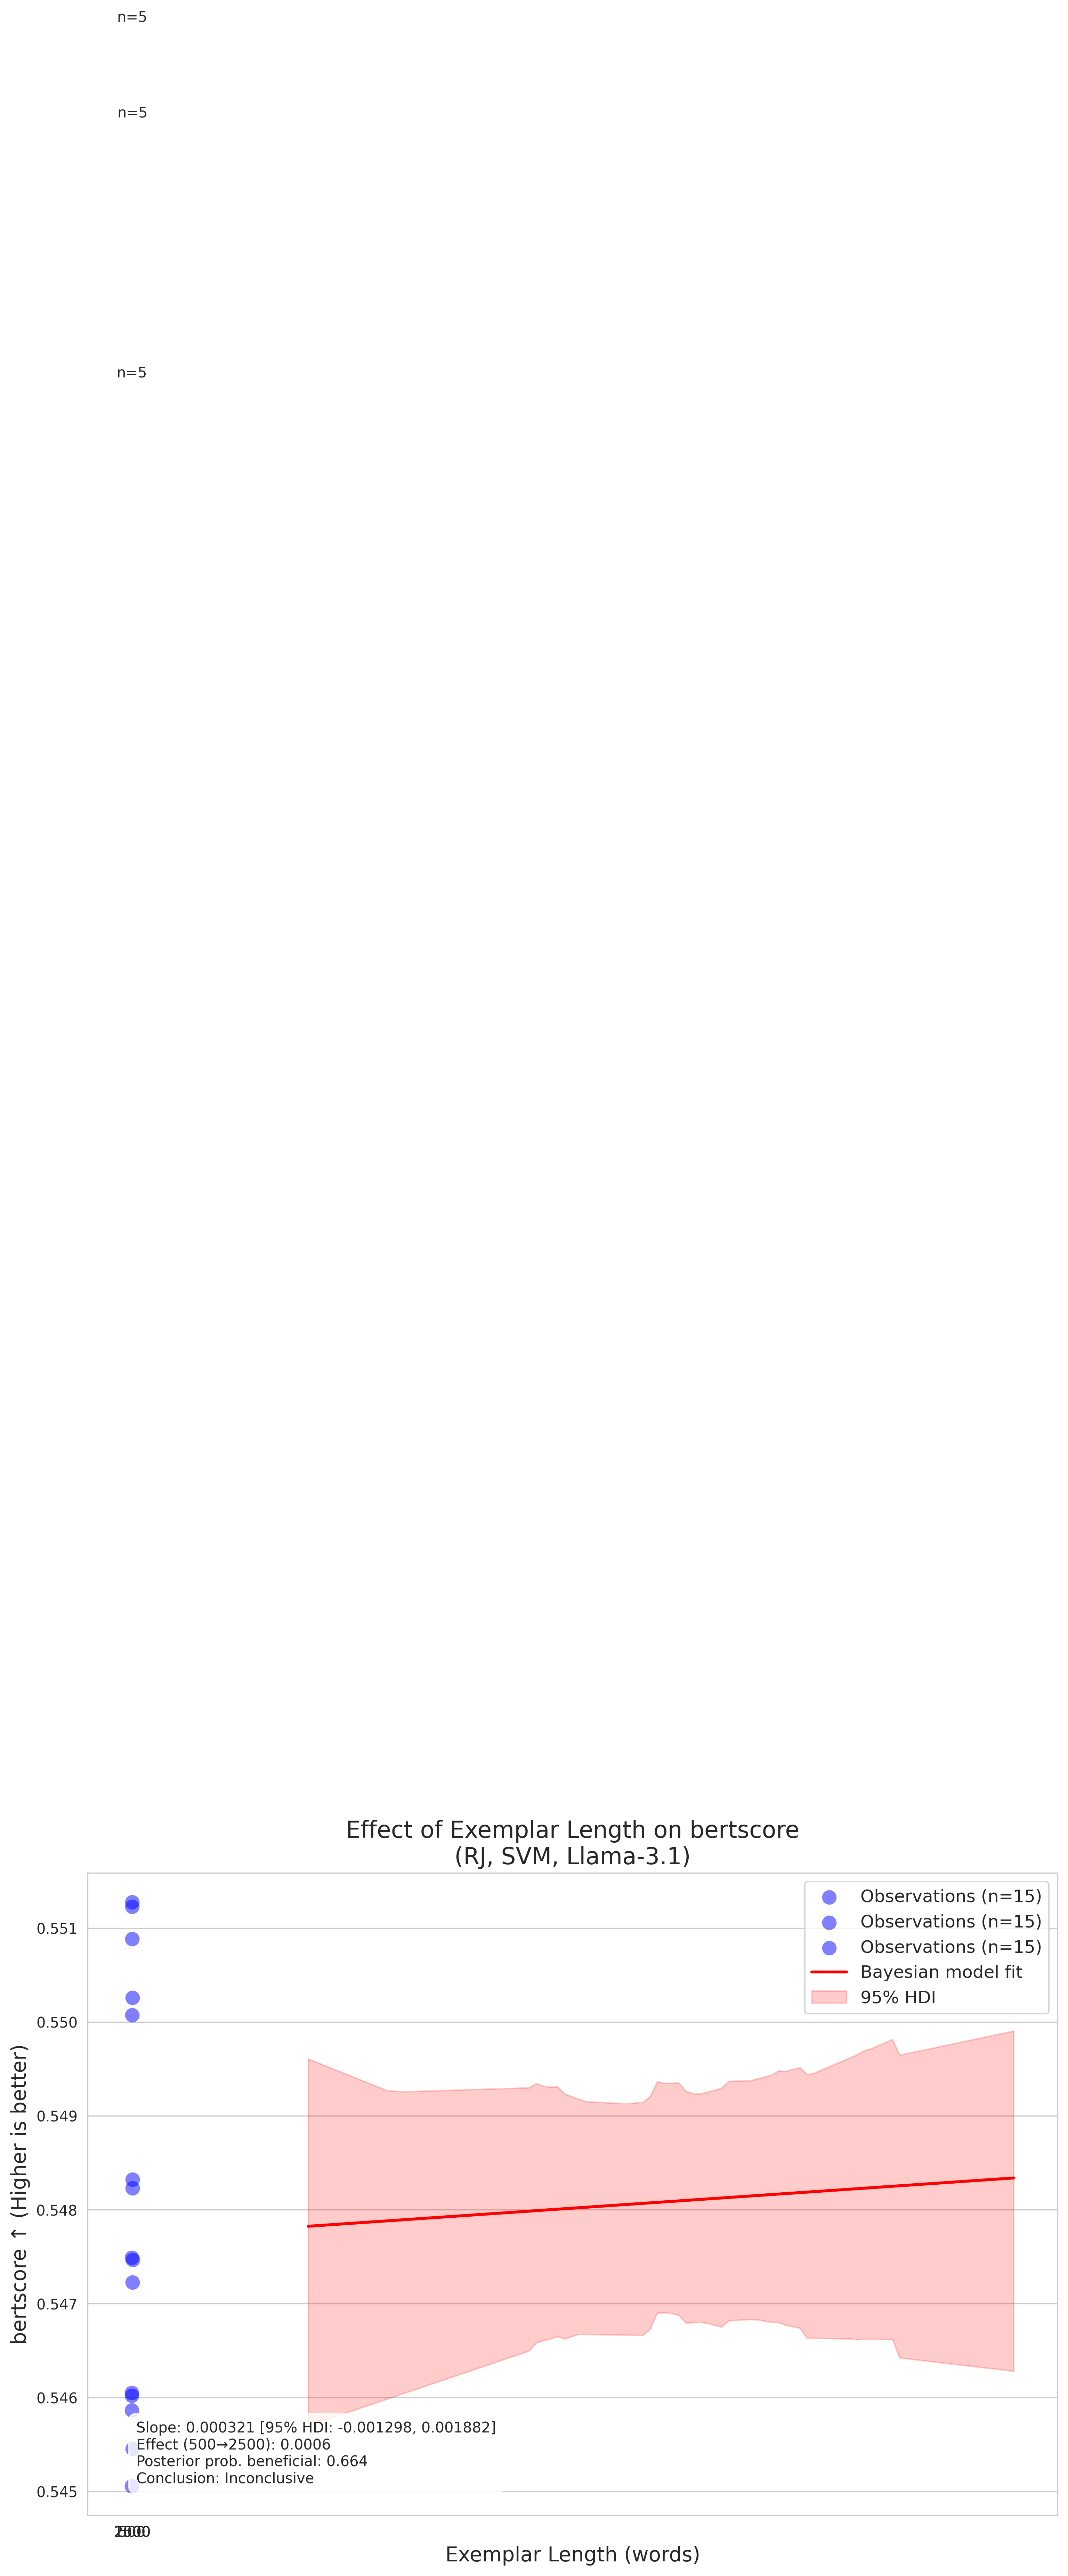 n=5
n=5
n=5
Effect of Exemplar Length on bertscore
(RJ, SVM, Llama-3.1)
Observations (n=15)
Observations (n=15)
Observations (n=15)
Bayesian model fit
95% HDI
bertscore ↑ (Higher is better)
0.551
0.550
0.549
0.548
0.547
0.546
0.545
Slope: 0.000321 [95% HDI: -0.001298, 0.001882]
Effect (500→2500): 0.0006
Posterior prob. beneficial: 0.664
Conclusion: Inconclusive
Exemplar Length (words)